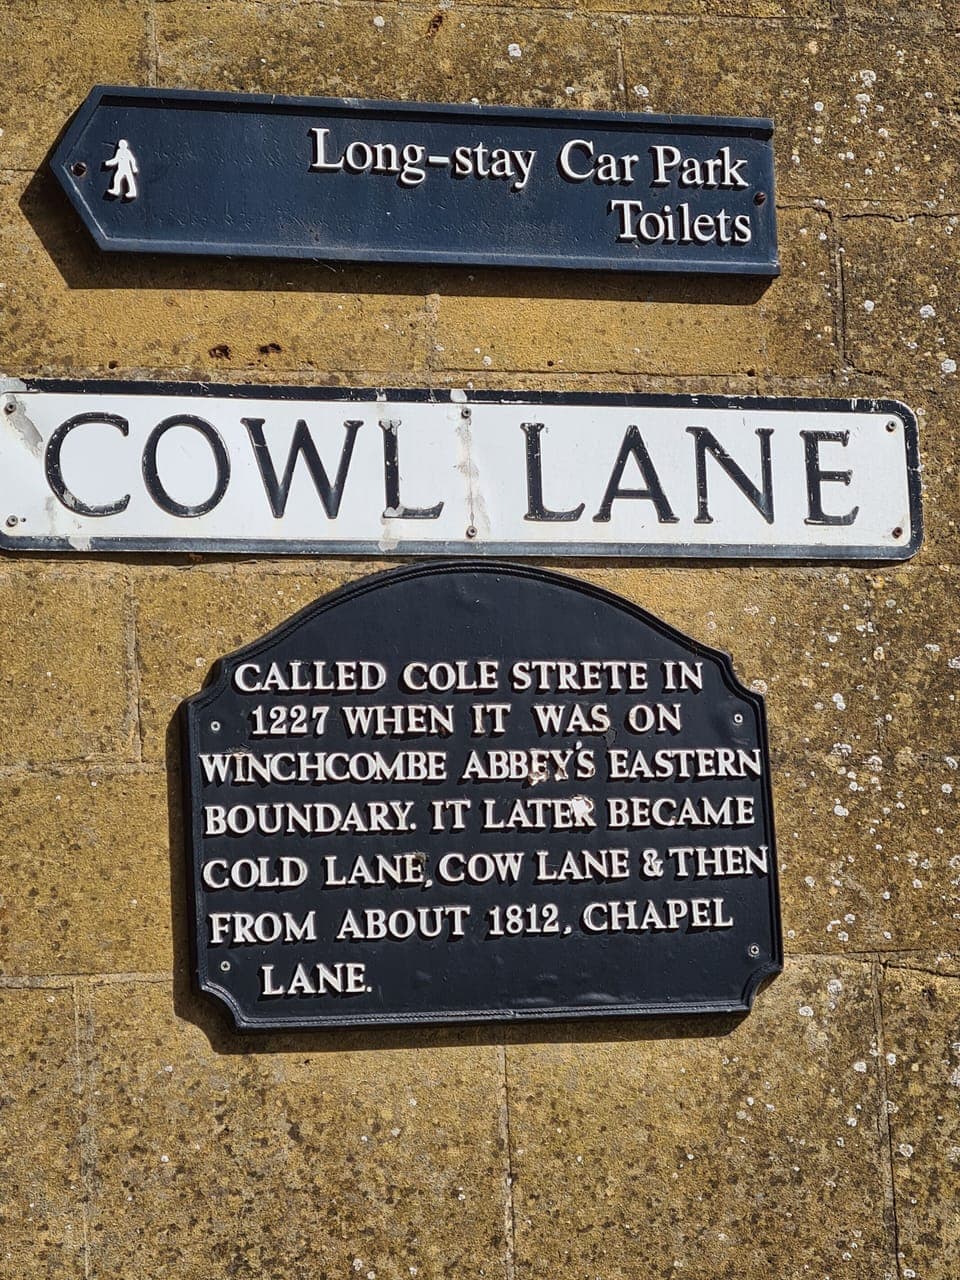 Long-stay Car Park
Toilets
COWL LANE
CALLED COLE STRETE IN
1227 WHEN IT WAS ON
WINCHCOMBE ABBEY'S EASTERN
BOUNDARY. IT LATER BECAME
COLD LANE, COW LANE & THEN
FROM ABOUT 1812, CHAPEL
LANE.